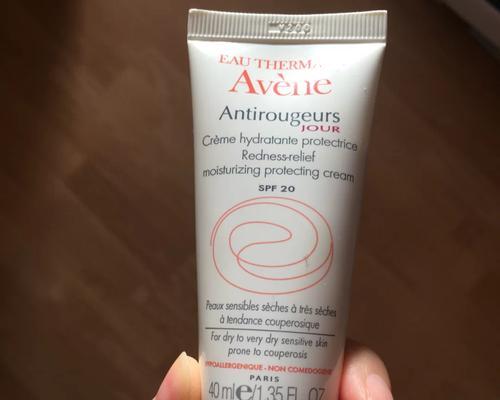 EAU THERMA
Avène
Antirougeurs
JOUR
Crème hydratante protectrice
Redness-relief
moisturizing protecting cream
SPF 20
Peaux sensibles sèches à très sèches
à tendance couperosique
For dry to very dry sensitive skin
prone to couperosis
HYPOALLERGENIQUE - NON COMEDOGENE
PARIS
40 ml e/1.35 FL. OZ.